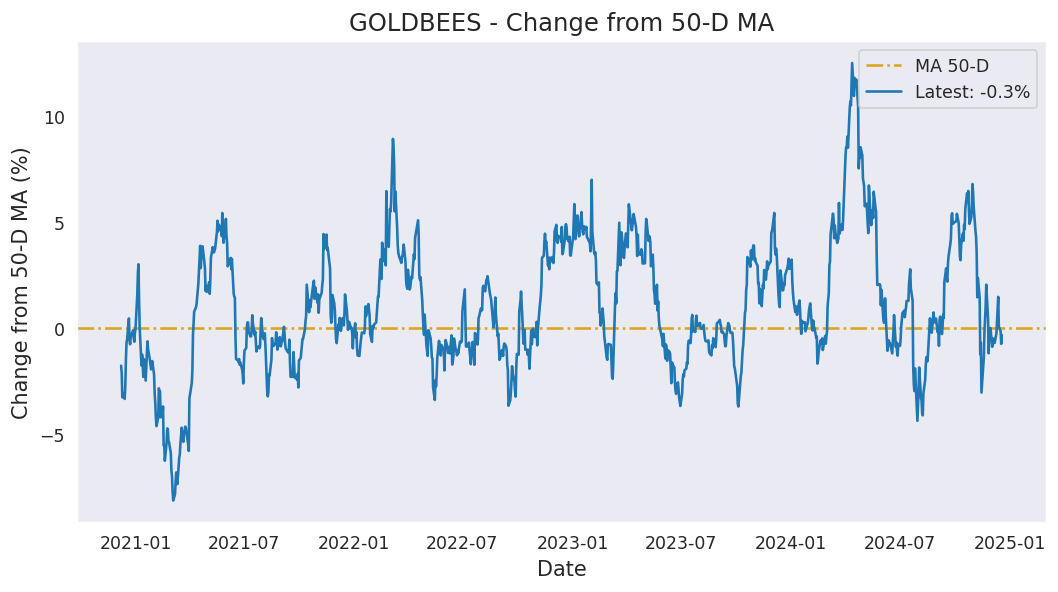 GOLDBEES - Change from 50-D MA
MA 50-D
Latest: -0.3%
Change from 50-D MA (%)
10
5
0
−5
2021-01 2021-07 2022-01 2022-07 2023-01 2023-07 2024-01 2024-07 2025-01
Date